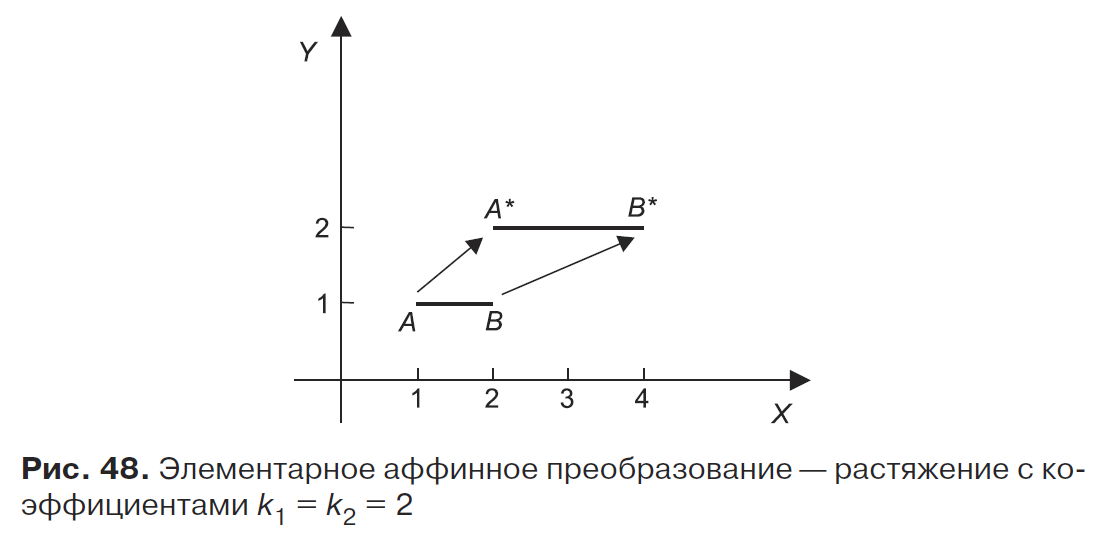 Y
A* B*
2
1
A B
1 2 3 4
X
Рис. 48. Элементарное аффинное преобразование — растяжение с ко-
эффициентами k₁ = k₂ = 2